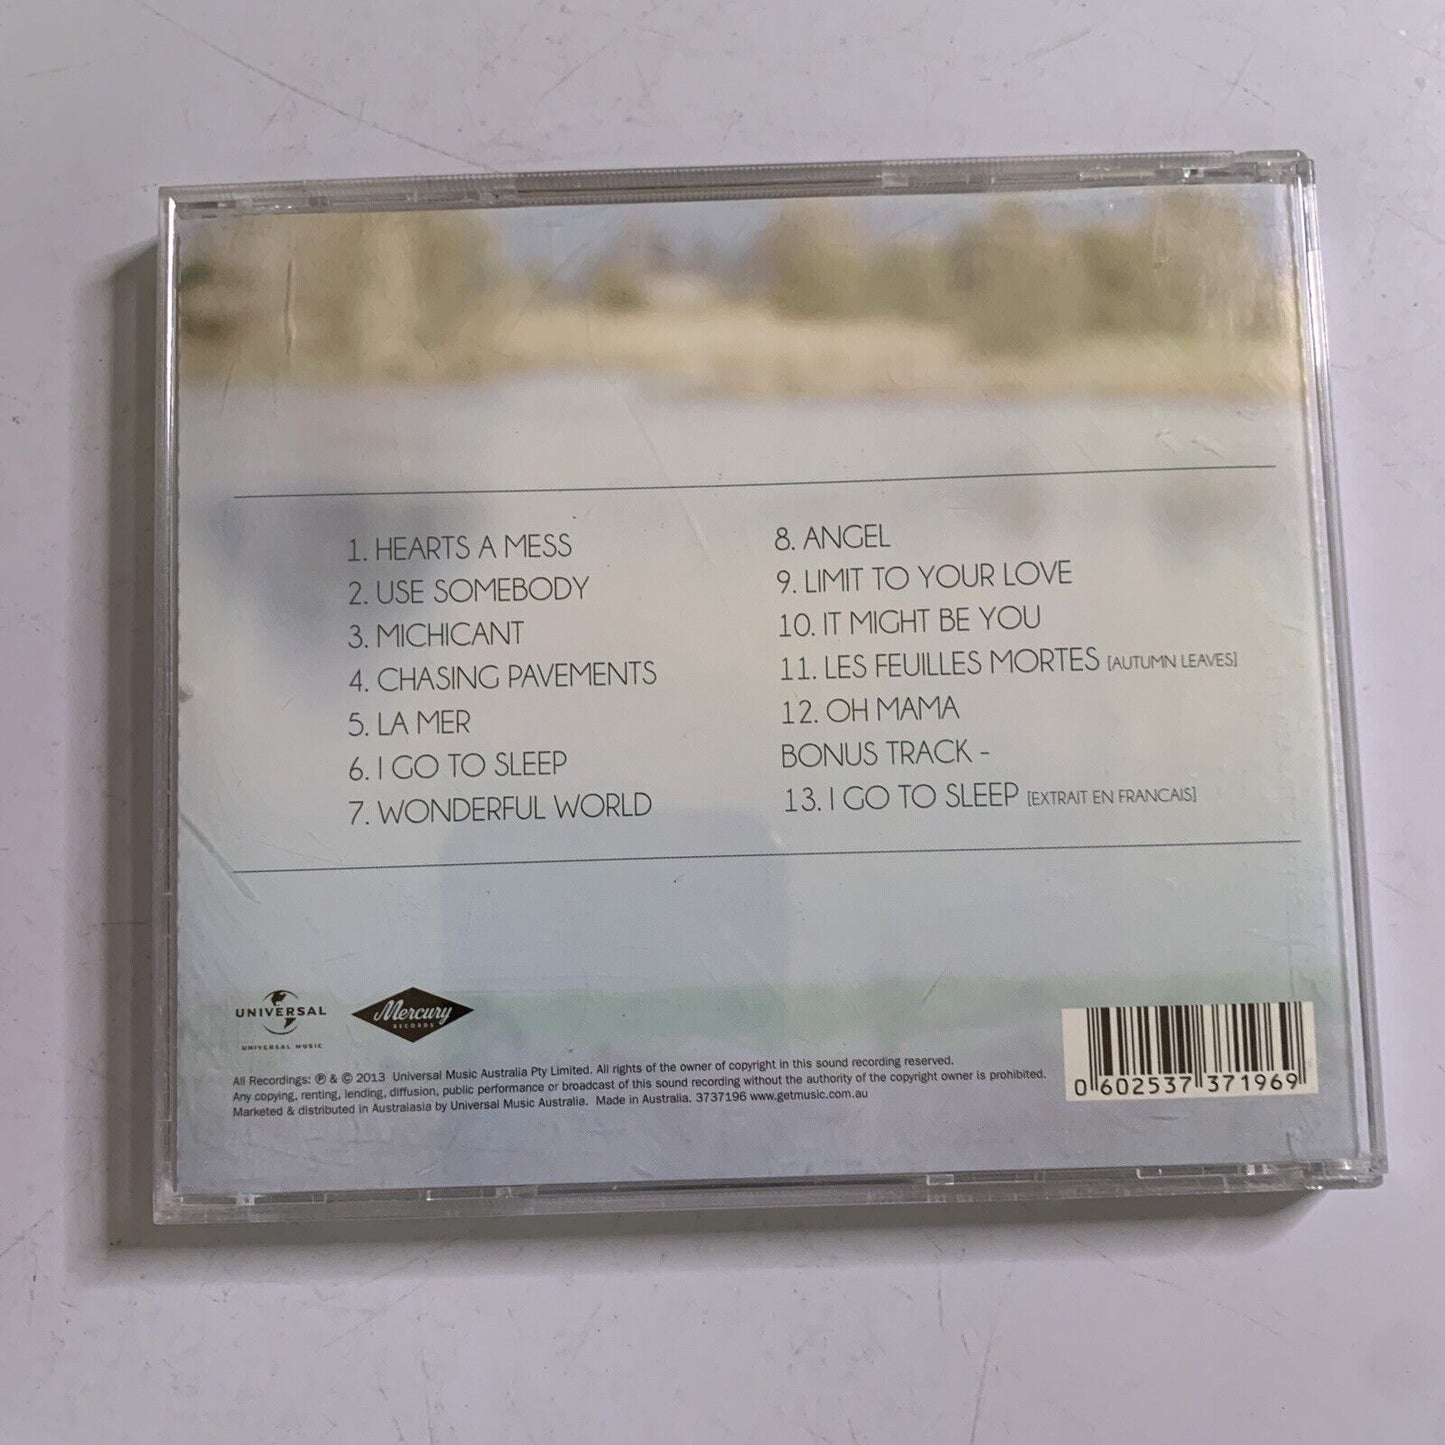 1. HEARTS A MESS
2. USE SOMEBODY
3. MICHICANT
4. CHASING PAVEMENTS
5. LA MER
6. I GO TO SLEEP
7. WONDERFUL WORLD
8. ANGEL
9. LIMIT TO YOUR LOVE
10. IT MIGHT BE YOU
11. LES FEUILLES MORTES [AUTUMN LEAVES]
12. OH MAMA
BONUS TRACK -
13. I GO TO SLEEP [EXTRAIT EN FRANCAIS]
UNIVERSAL
UNIVERSAL MUSIC
Mercury
RECORDS
All Recordings: ℗ & © 2013 Universal Music Australia Pty Limited. All rights of the owner of copyright in this sound recording reserved.
Any copying, renting, lending, diffusion, public performance or broadcast of this sound recording without the authority of the copyright owner is prohibited.
Marketed & distributed in Australasia by Universal Music Australia. Made in Australia. 3737196 www.getmusic.com.au
0 602537 371969